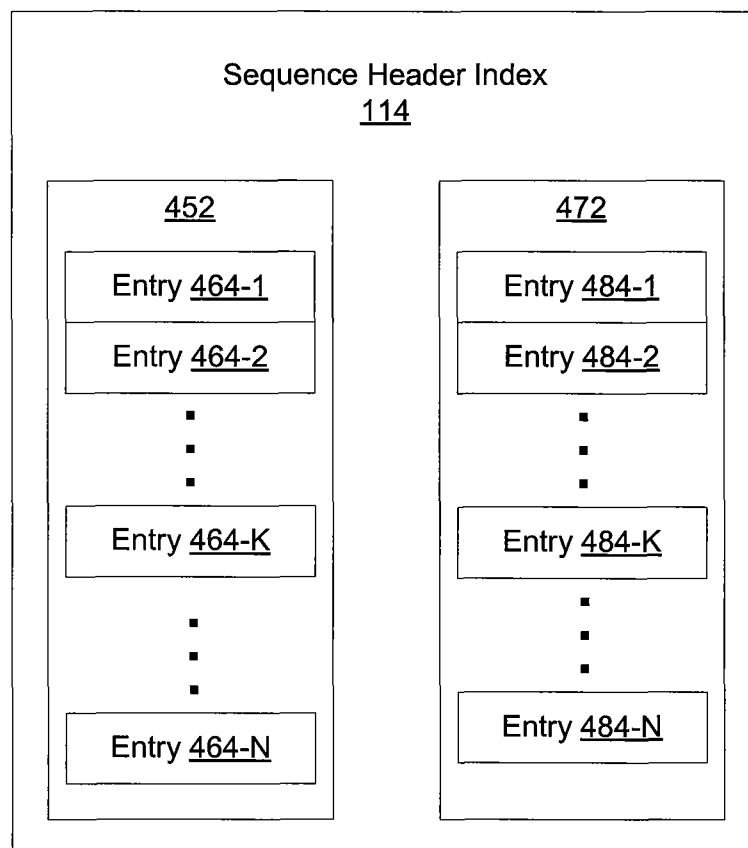 Sequence Header Index
114
452
Entry 464-1
Entry 464-2
Entry 464-K
Entry 464-N
472
Entry 484-1
Entry 484-2
Entry 484-K
Entry 484-N